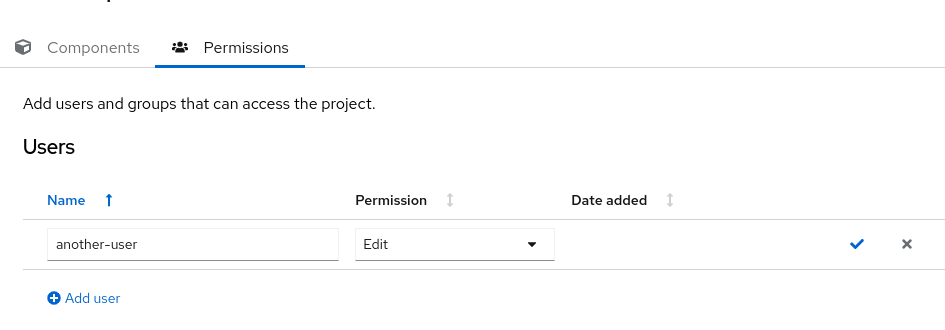 Components Permissions
Add users and groups that can access the project.
Users
Name Permission Date added
another-user Edit
Add user